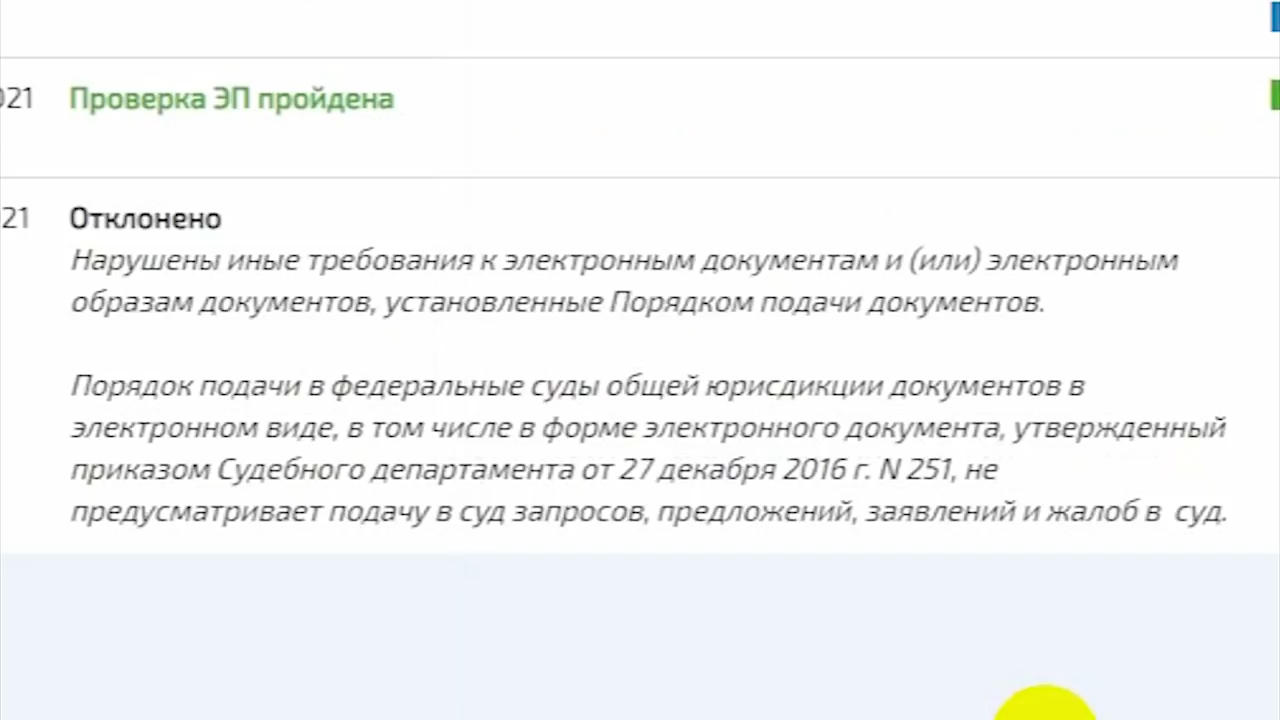 021 Проверка ЭП пройдена
21 Отклонено
Нарушены иные требования к электронным документам и (или) электронным
образам документов, установленные Порядком подачи документов.
Порядок подачи в федеральные суды общей юрисдикции документов в
электронном виде, в том числе в форме электронного документа, утвержденный
приказом Судебного департамента от 27 декабря 2016 г. N 251, не
предусматривает подачу в суд запросов, предложений, заявлений и жалоб в суд.